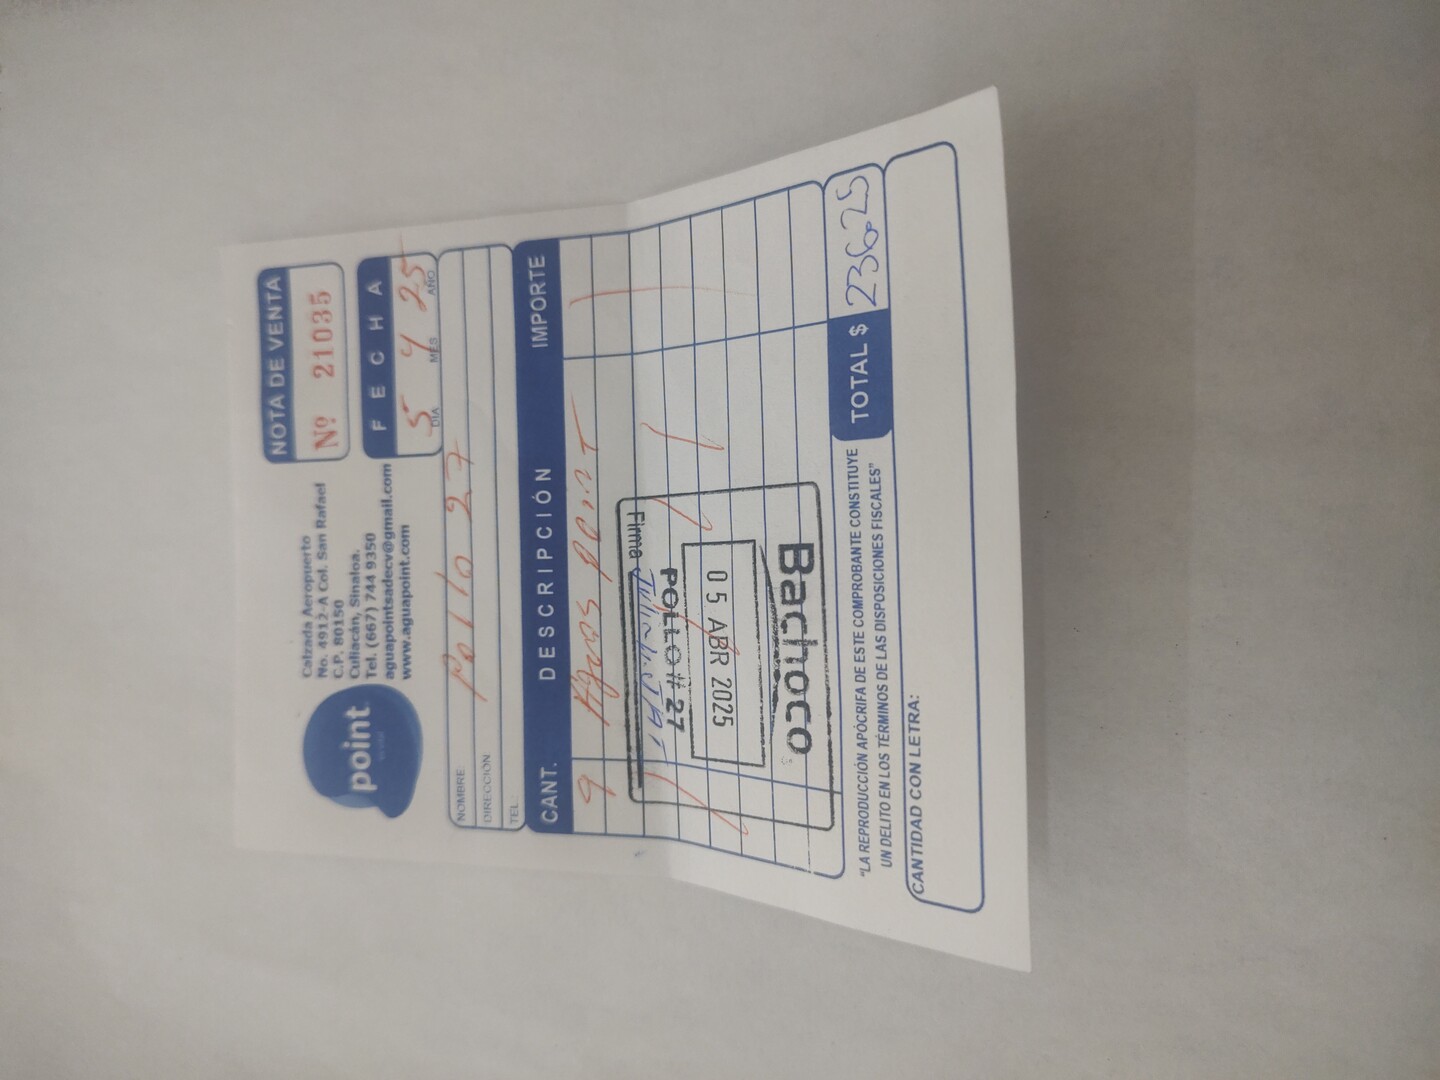 point
Calzada Aeropuerto
No. 4912-A Col. San Rafael
C.P. 80150
Culiacán, Sinaloa.
Tel. (667) 744 9350
aguapointsadecv@gmail.com
www.aguapoint.com
NOTA DE VENTA
Nº 21035
FECHA
5 4 25
DIA MES AÑO
NOMBRE: Pollo 27
DIRECCIÓN
TEL.:
CANT. DESCRIPCIÓN IMPORTE
9 Aguas Point
Bachoco
05 ABR 2025
POLLO # 27
Firma
TOTAL $ 236.25
"LA REPRODUCCIÓN APÓCRIFA DE ESTE COMPROBANTE CONSTITUYE
UN DELITO EN LOS TÉRMINOS DE LAS DISPOSICIONES FISCALES"
CANTIDAD CON LETRA: